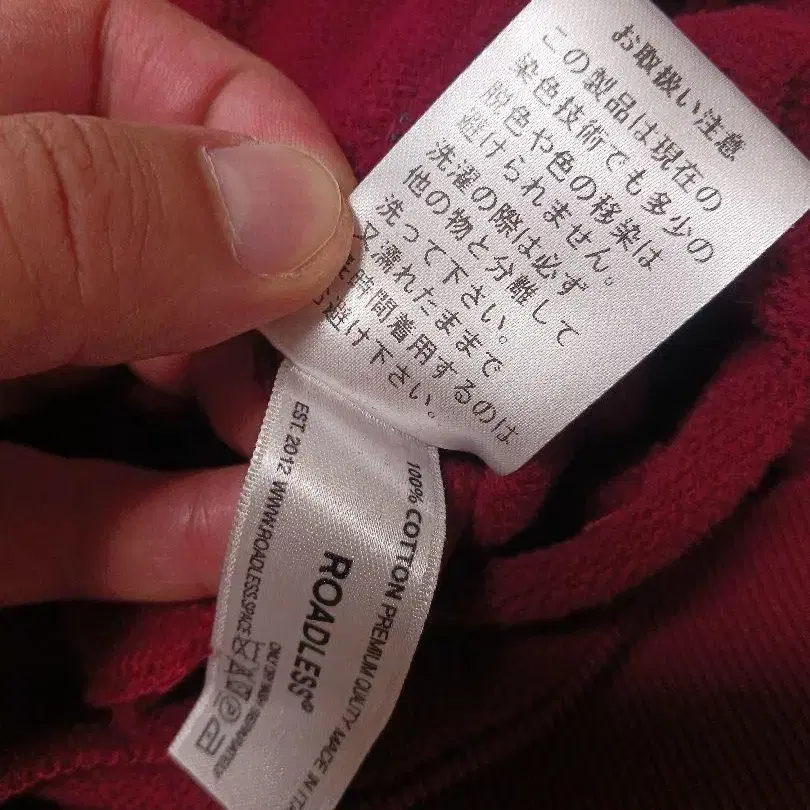 お取扱い注意
この製品は現在の
染色技術でも多少の
脱色や色の移染は
避けられません。
洗濯の際は必ず
他の物と分離して
洗って下さい。
又濡れたままで
時間着用するのは
避け下さい。
100% COTTON PREMIUM QUALITY MADE IN
ROADLESS®
EST. 2012 WWW.ROADLESS.SPACE